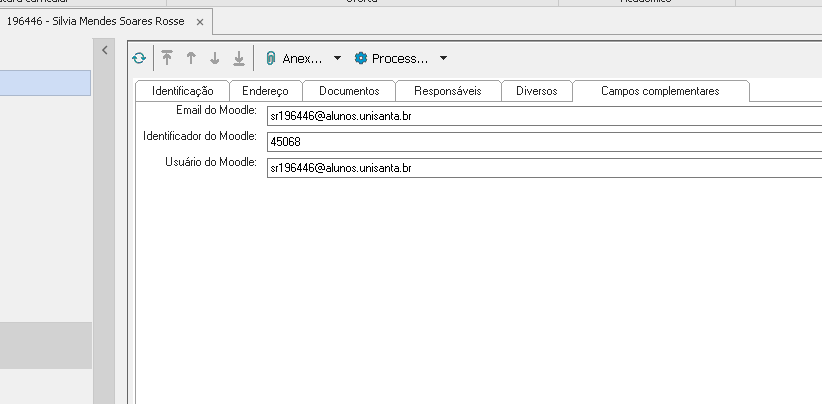 196446 - Silvia Mendes Soares Rosse
Anex... Process...
Identificação Endereço Documentos Responsáveis Diversos Campos complementares
Email do Moodle: sr196446@alunos.unisanta.br
Identificador do Moodle: 45068
Usuário do Moodle: sr196446@alunos.unisanta.br